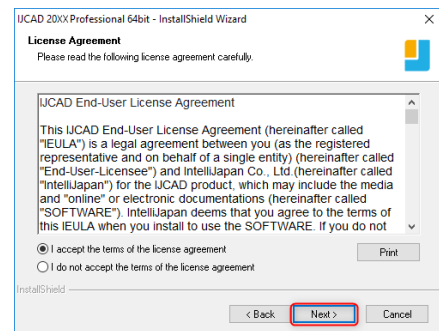 IJCAD 20XX Professional 64bit - InstallShield Wizard
License Agreement
Please read the following license agreement carefully.
IJCAD End-User License Agreement
This IJCAD End-User License Agreement (hereinafter called
"IEULA") is a legal agreement between you (as the registered
representative and on behalf of a single entity) (hereinafter called
"End-User-Licensee") and IntelliJapan Co., Ltd.(hereinafter called
"IntelliJapan") for the IJCAD product, which may include the media
and "online" or electronic documentations (hereinafter called
"SOFTWARE"). IntelliJapan deems that you agree to the terms of
this IEULA when you install to use the SOFTWARE. If you do not
I accept the terms of the license agreement
Print
I do not accept the terms of the license agreement
InstallShield
< Back
Next >
Cancel